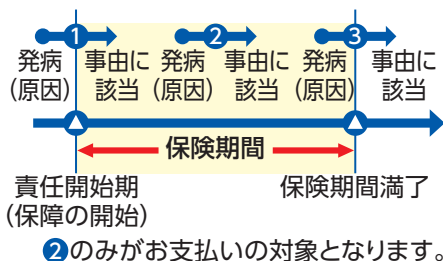 1 2 3
発病 事由に 発病 事由に 発病 事由に
(原因) 該当 (原因) 該当 (原因) 該当
保険期間
責任開始期 保険期間満了
(保障の開始)
2のみがお支払いの対象となります。